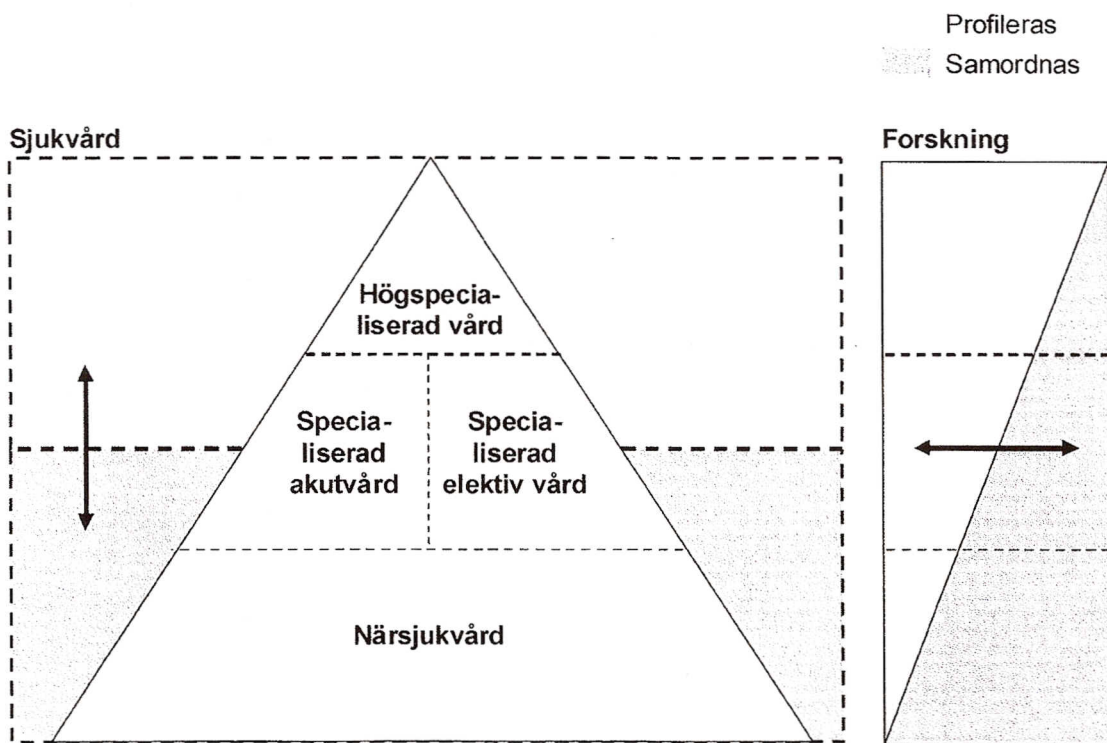 Profileras
Samordnas
Sjukvård
Forskning
Högspecia-
liserad vård
Specia-
liserad
akutvård
Specia-
liserad
elektiv vård
Närsjukvård